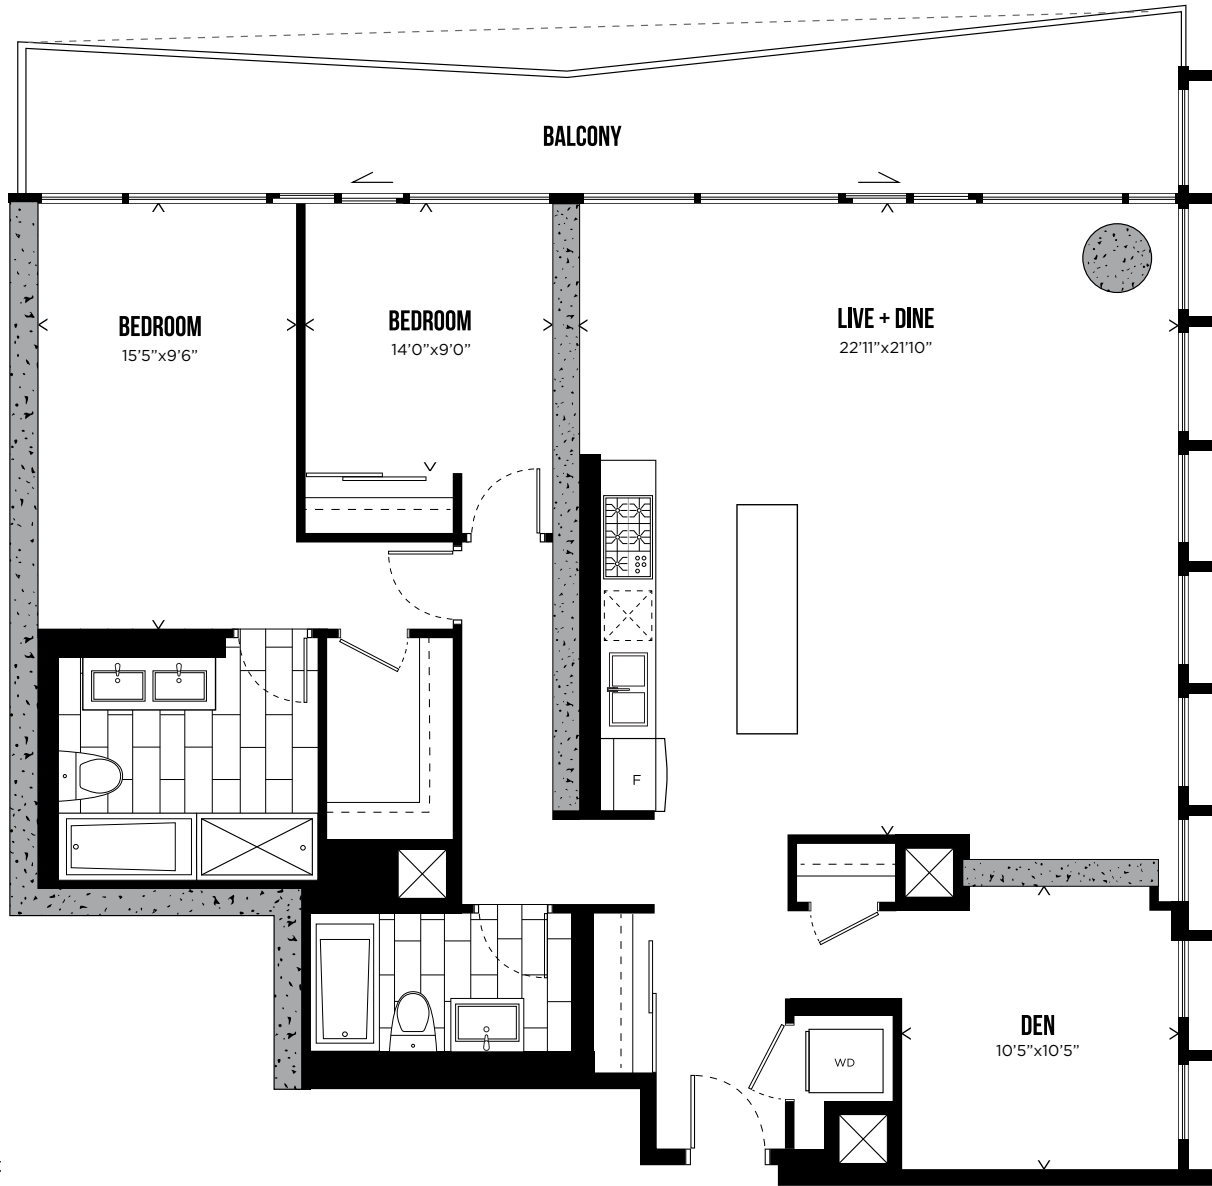 BALCONY
BEDROOM
15'5"x9'6"
BEDROOM
14'0"x9'0"
LIVE + DINE
22'11"x21'10"
F
DEN
10'5"x10'5"
WD